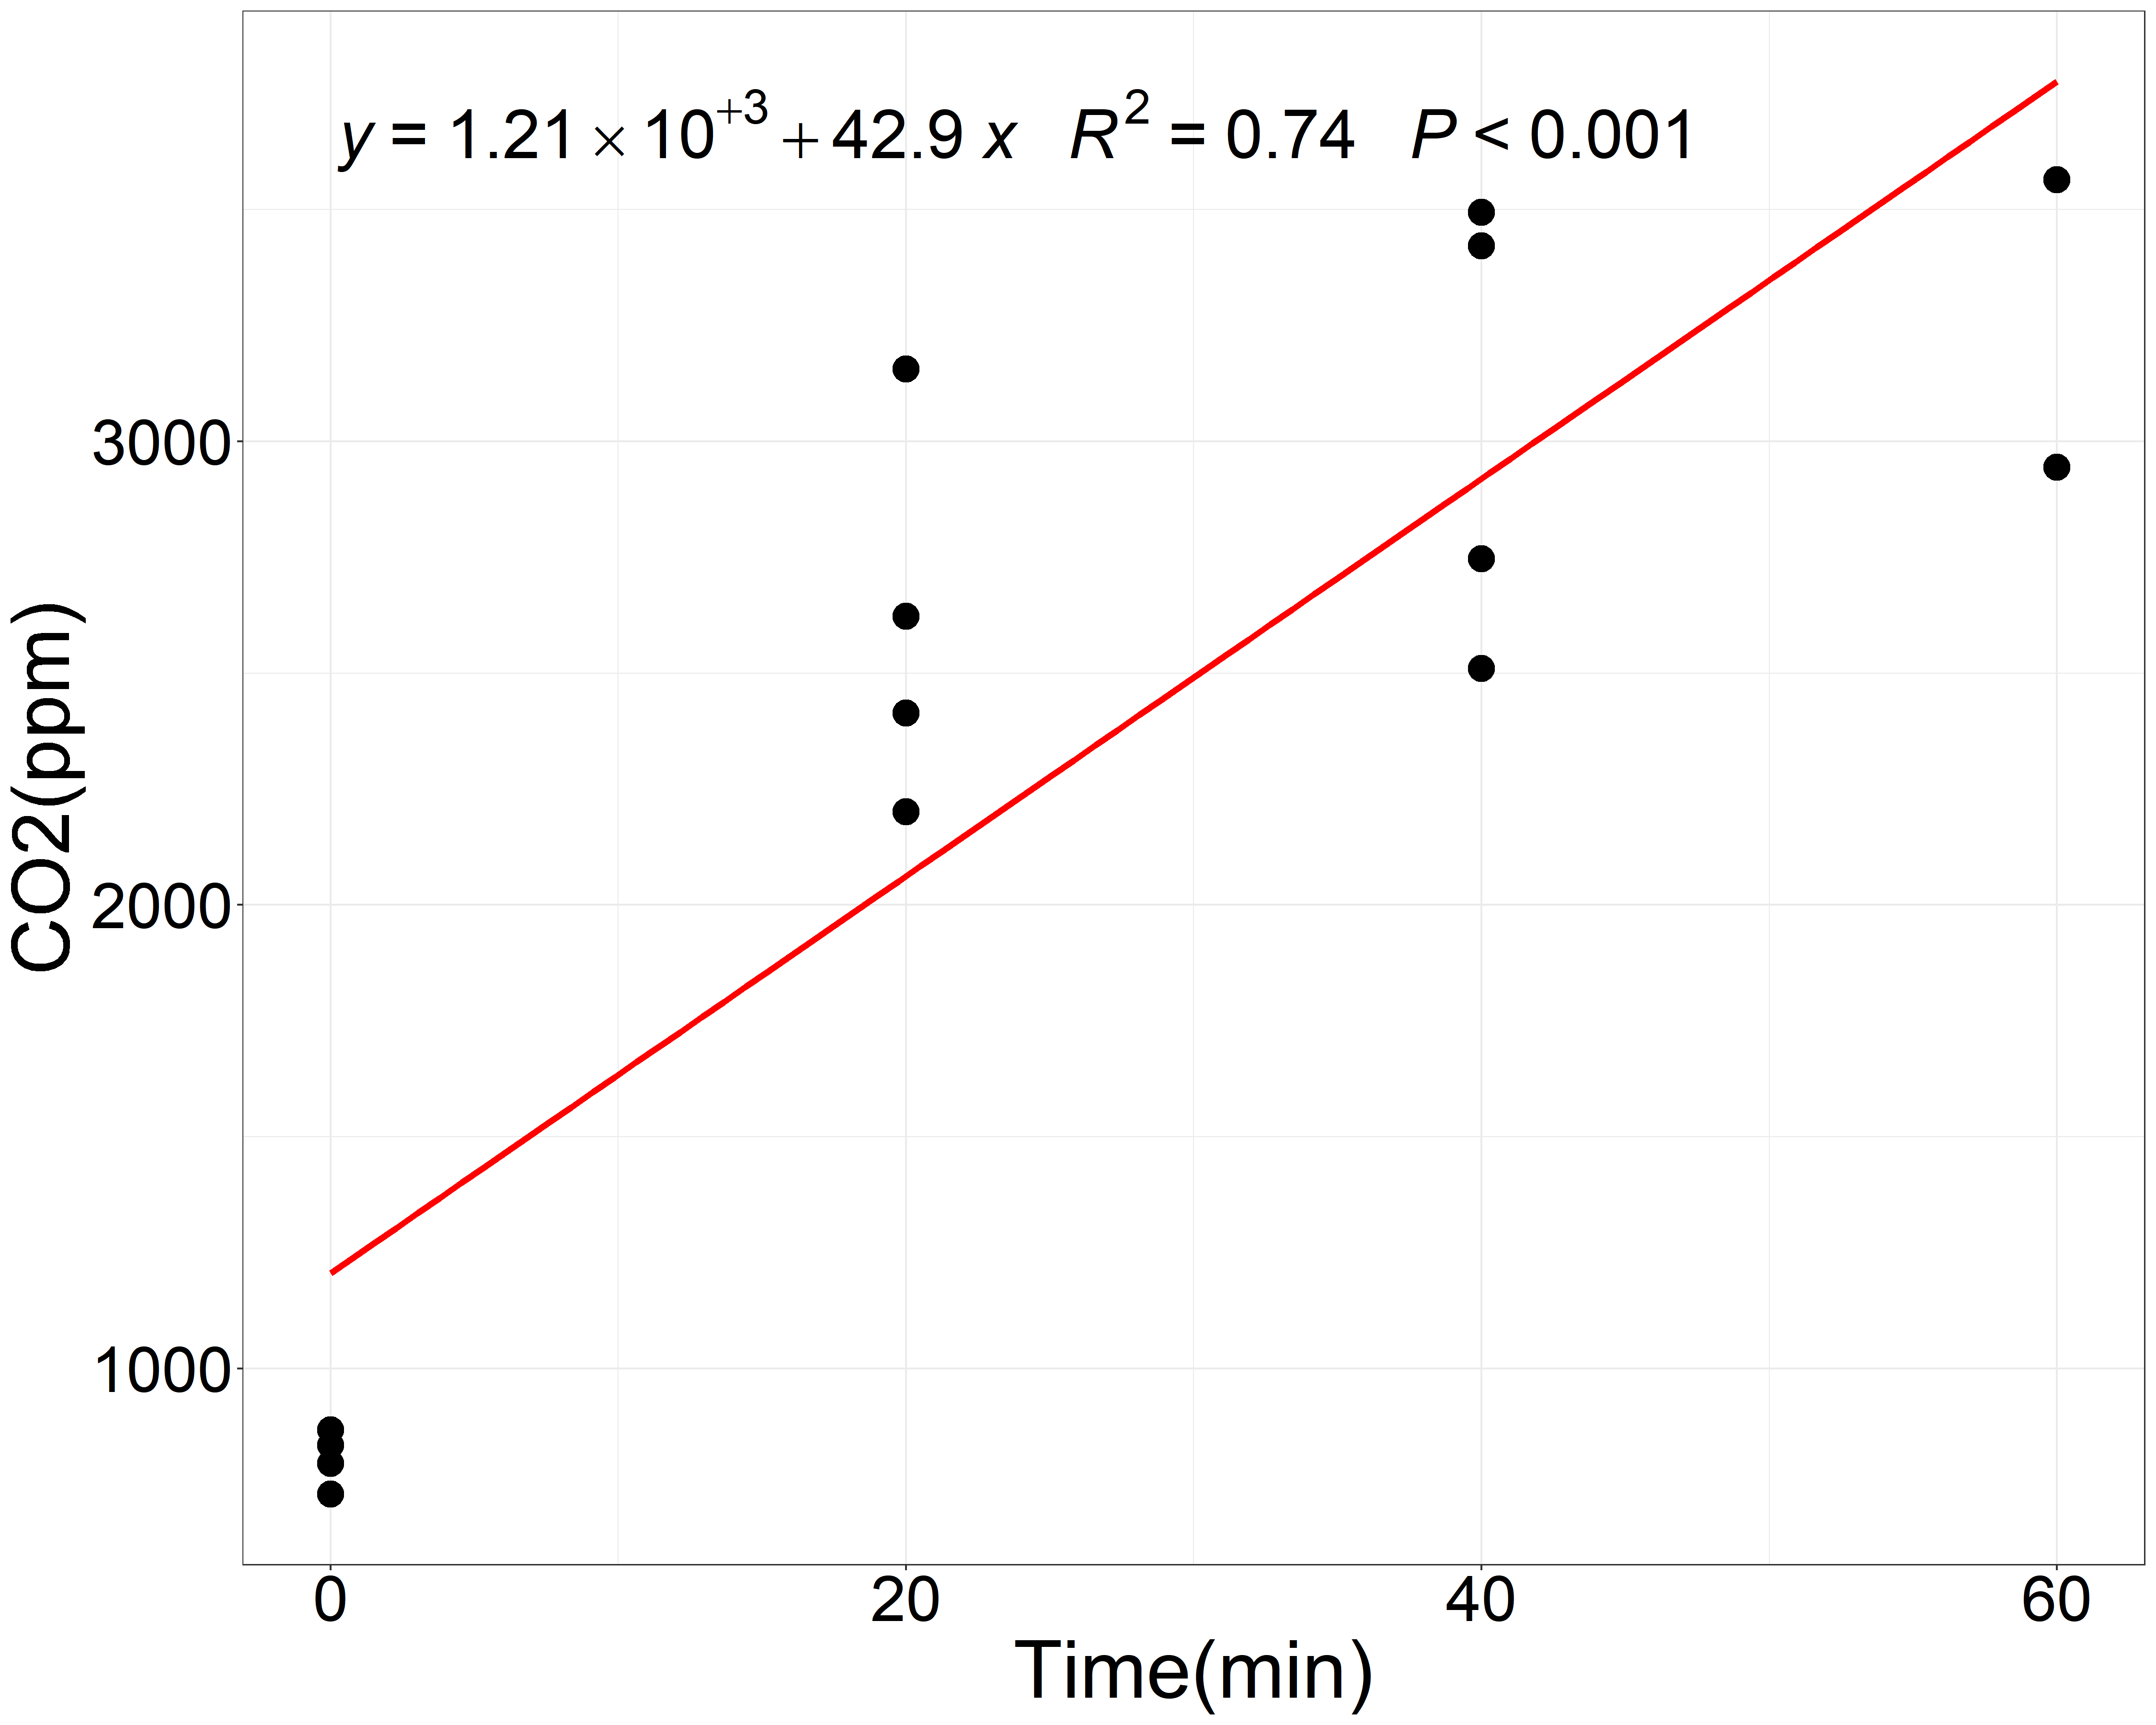 y = 1.21 × 10⁺³ + 42.9 x R² = 0.74 P < 0.001
3000
2000
1000
CO2(ppm)
0 20 40 60
Time(min)